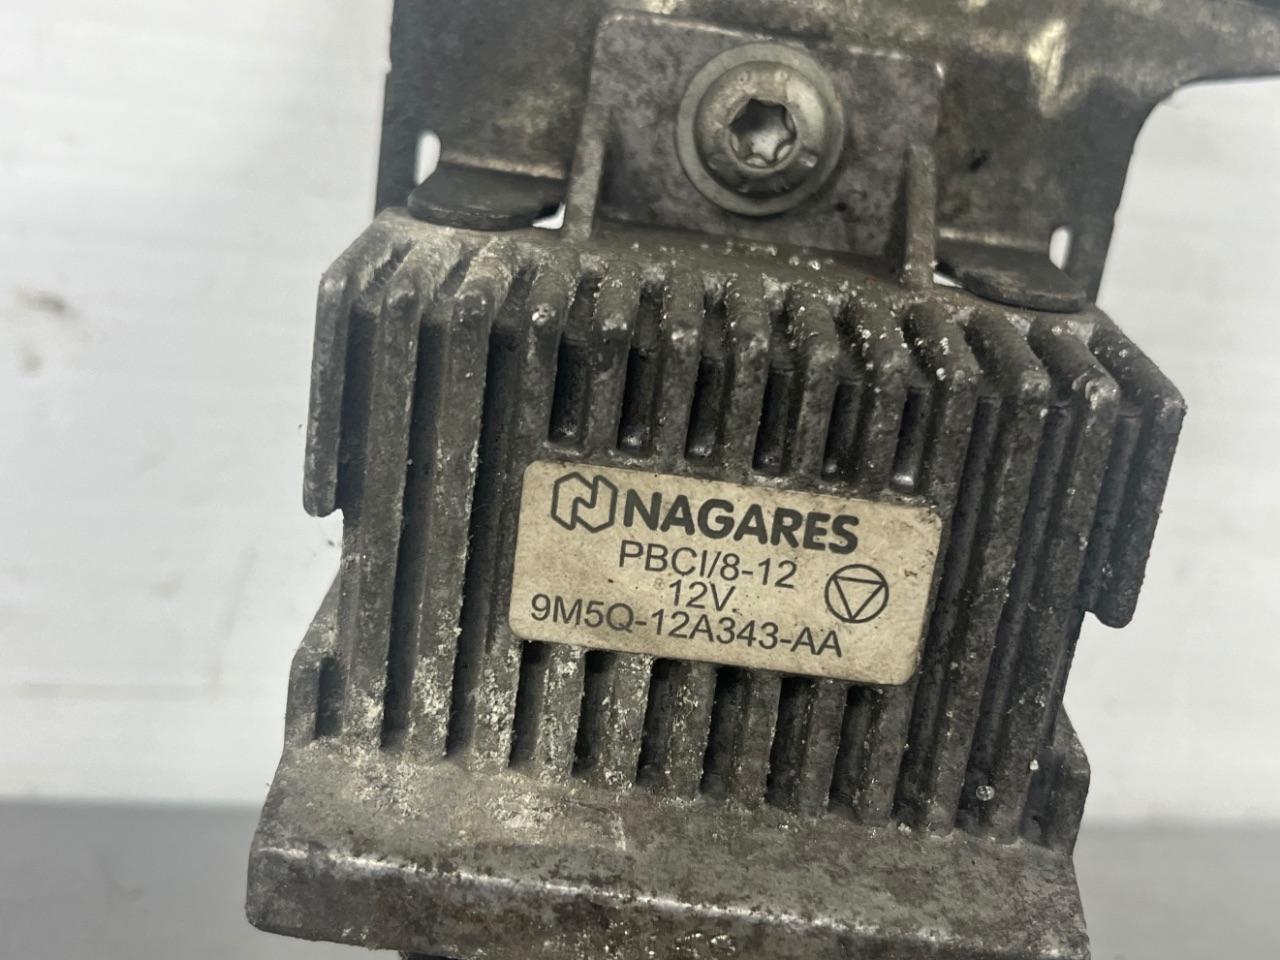 NAGARES
PBCI/8-12
12V
9M5Q-12A343-AA